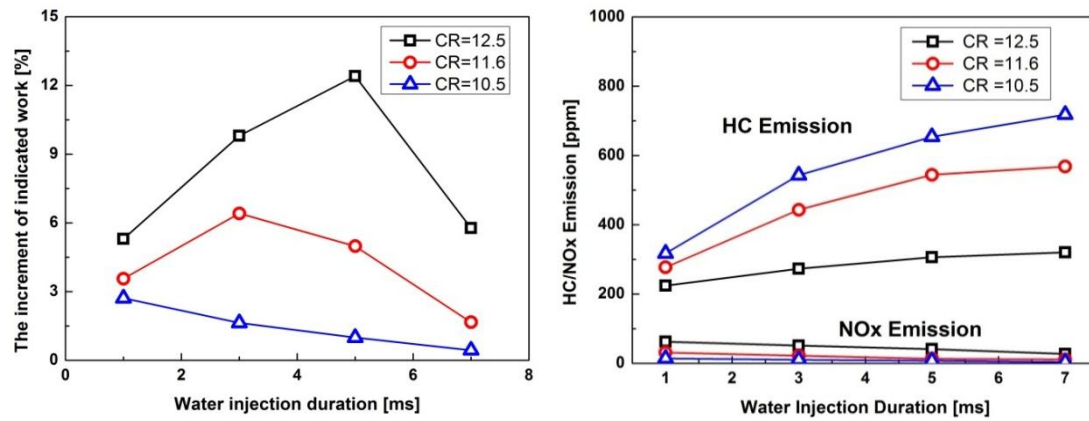 The increment of indicated work [%]
15
12
9
6
3
0
CR=12.5
CR=11.6
CR=10.5
0 2 4 6 8
Water injection duration [ms]
HC/NOx Emission [ppm]
1000
800
600
400
200
0
CR =12.5
CR =11.6
CR =10.5
HC Emission
NOx Emission
1 2 3 4 5 6 7
Water Injection Duration [ms]